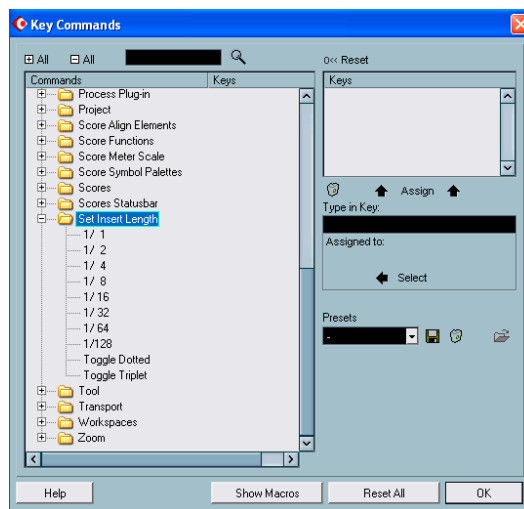 Key Commands
All All
0<< Reset
Commands Keys
Process Plug-in
Project
Score Align Elements
Score Functions
Score Meter Scale
Score Symbol Palettes
Scores
Scores Statusbar
Set Insert Length
1/ 1
1/ 2
1/ 4
1/ 8
1/ 16
1/ 32
1/ 64
1/128
Toggle Dotted
Toggle Triplet
Tool
Transport
Workspaces
Zoom
Keys
Assign
Type in Key:
Assigned to:
Select
Presets
-
Help Show Macros Reset All OK